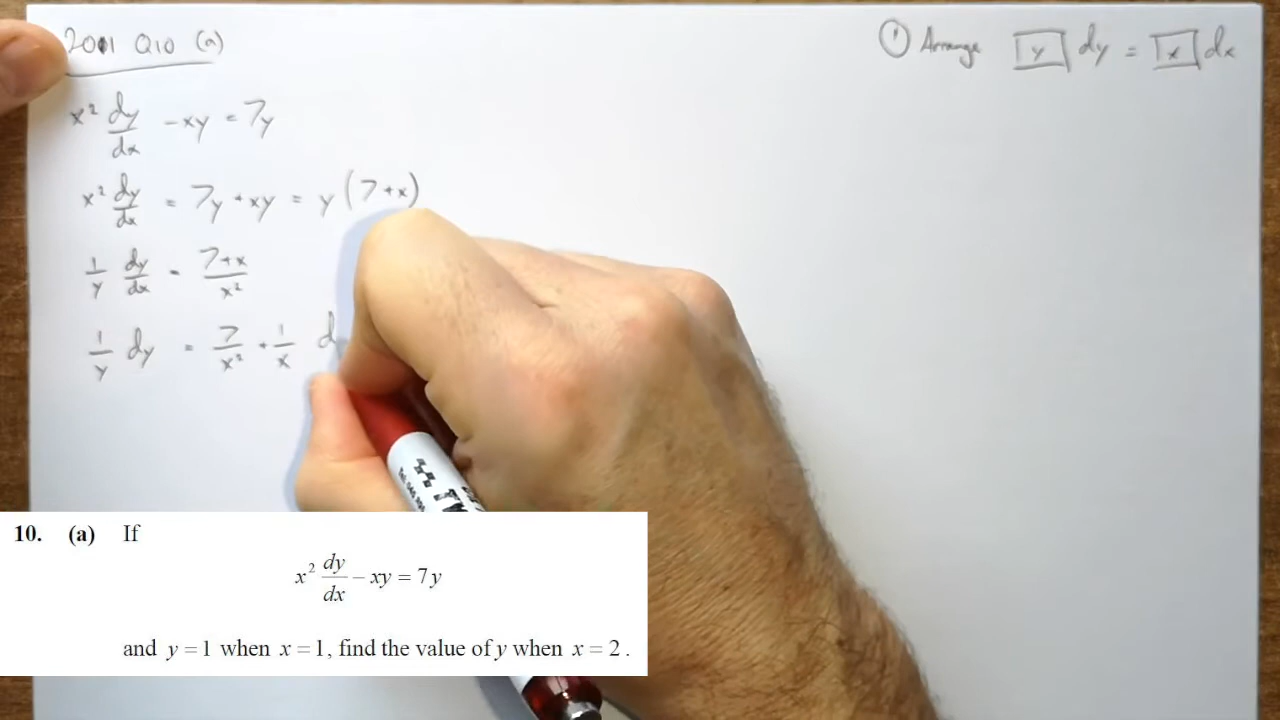 2011 Q10 (a)
① Arrange [y] dy = [x] dx
x² dy/dx - xy = 7y
x² dy/dx = 7y + xy = y(7+x)
1/y dy/dx = 7+x/x²
1/y dy = 7/x² + 1/x d
10. (a) If
x² dy/dx − xy = 7y
and y = 1 when x = 1, find the value of y when x = 2.